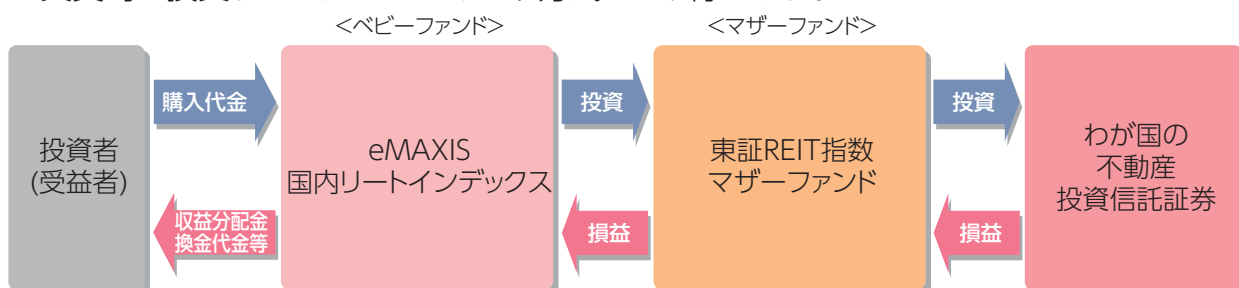 <ベビーファンド>
<マザーファンド>
投資者
(受益者)
購入代金
収益分配金
換金代金等
eMAXIS
国内リートインデックス
投資
損益
東証REIT指数
マザーファンド
投資
損益
わが国の
不動産
投資信託証券